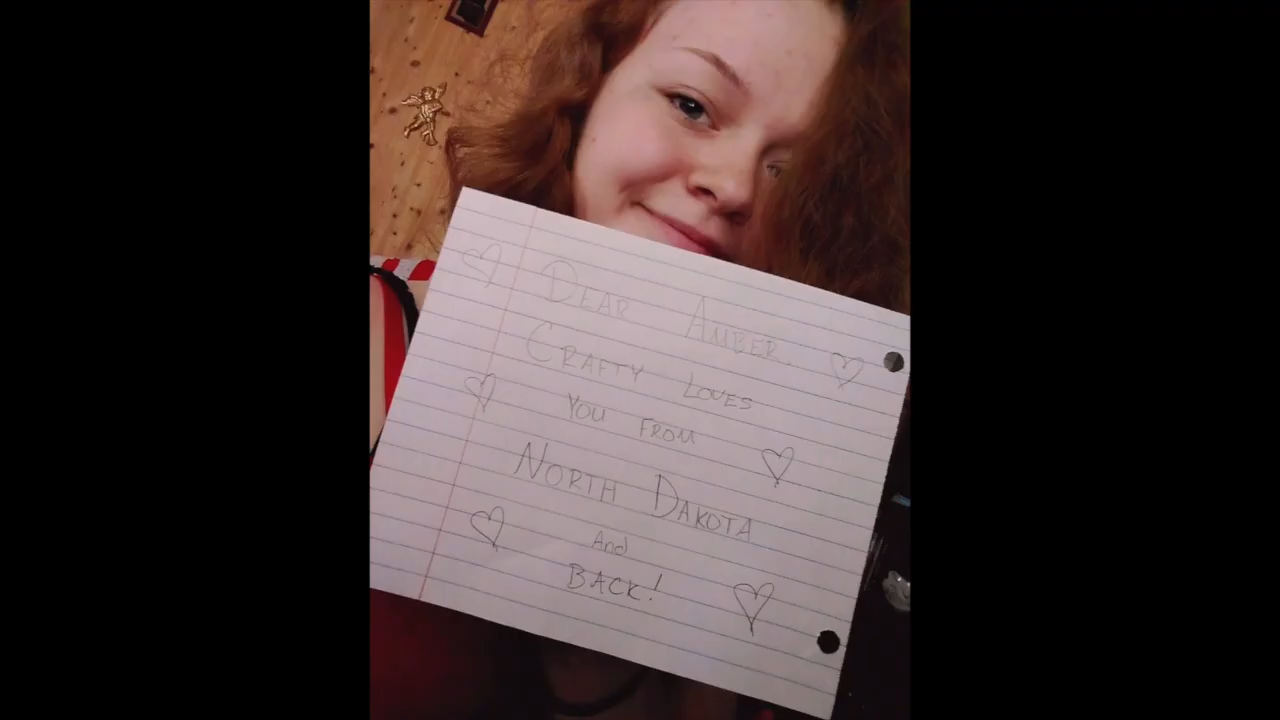 DEAR AMBER.
CRAFTY LOVES
YOU FROM
NORTH DAKOTA
And
BACK!